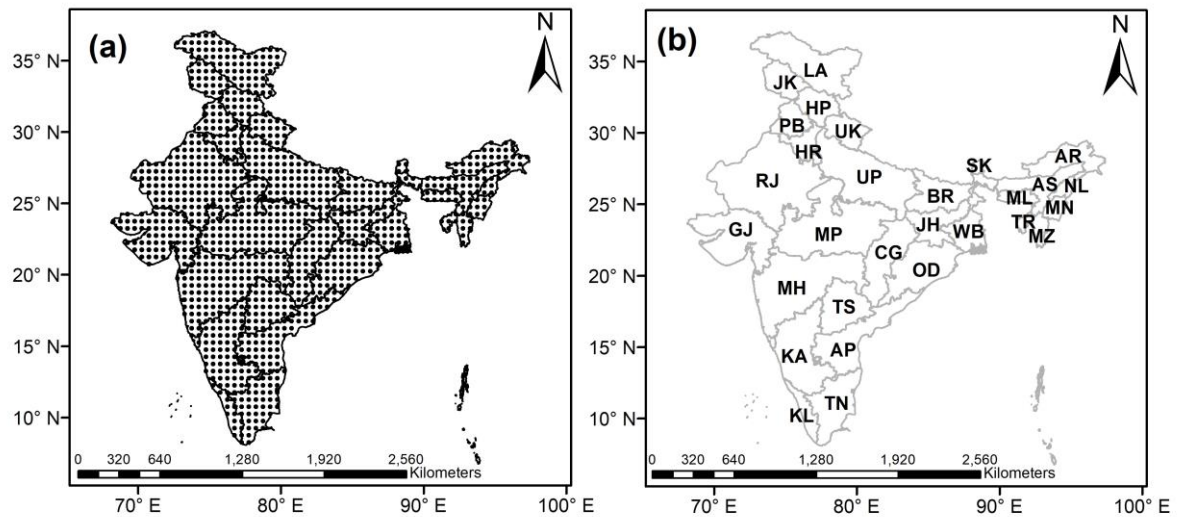 (a)
N
35° N
30° N
25° N
20° N
15° N
10° N
0 320 640 1,280 1,920 2,560
Kilometers
70° E 80° E 90° E 100° E
(b)
N
35° N
30° N
25° N
20° N
15° N
10° N
LA
JK
HP
PB
UK
HR
SK
AR
RJ
UP
AS
NL
BR
ML
MN
GJ
MP
JH
WB
TR
MZ
CG
OD
MH
TS
KA
AP
KL
TN
0 320 640 1,280 1,920 2,560
Kilometers
70° E 80° E 90° E 100° E